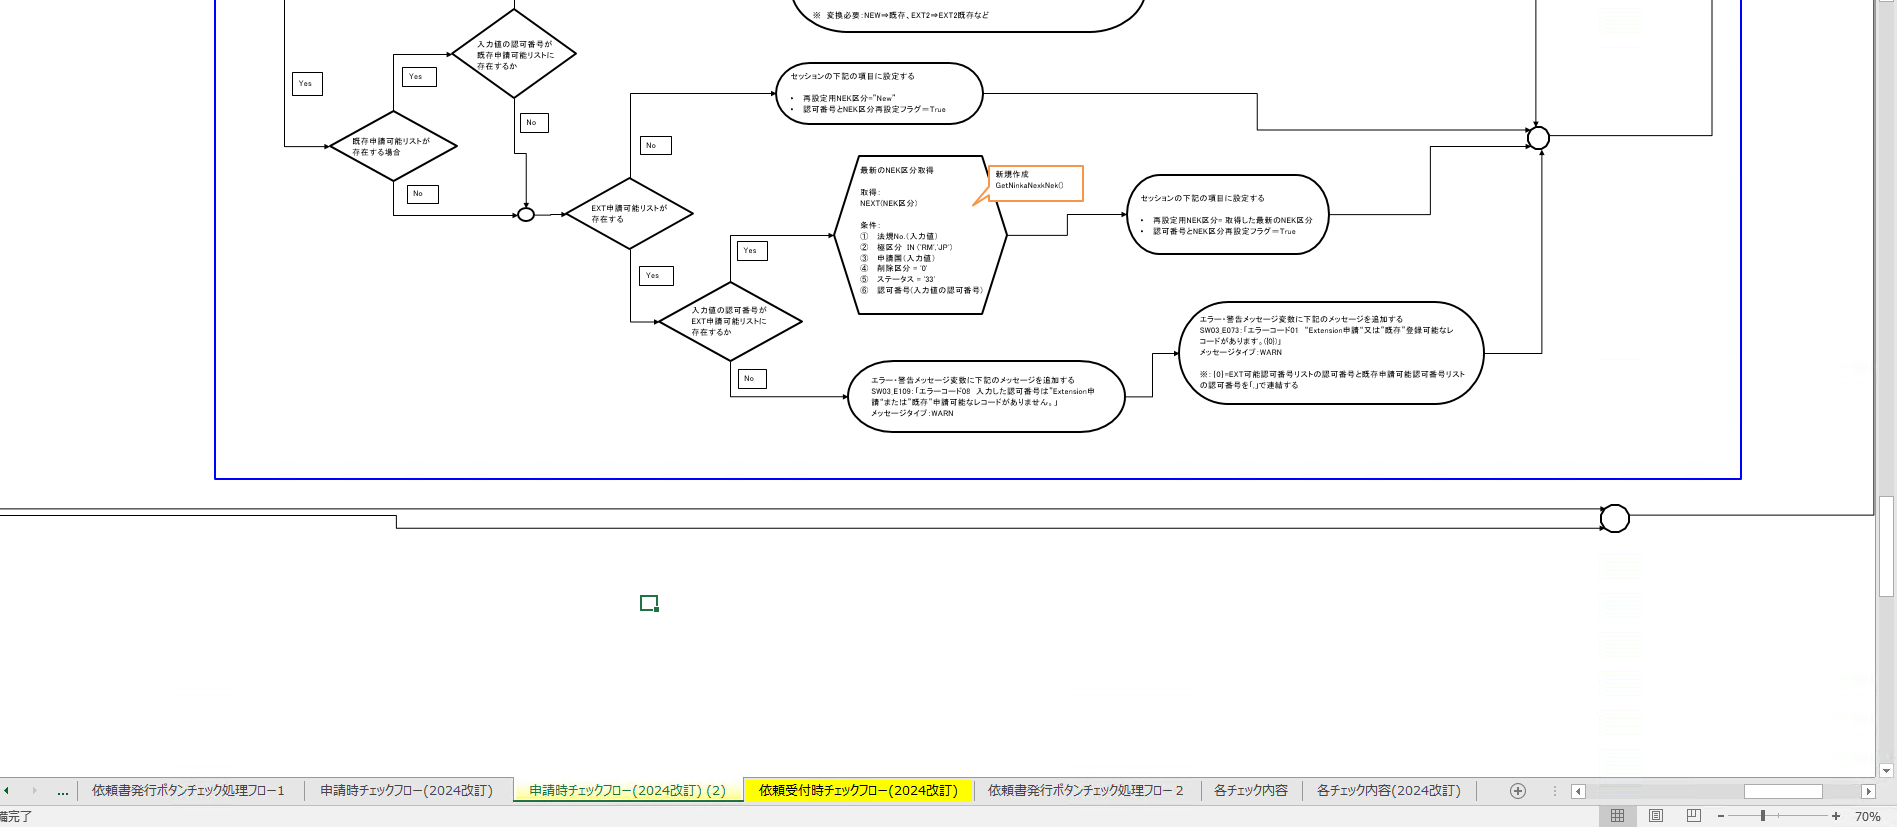 ※ 変換必要:NEW⇒既存、EXT2⇒EXT2既存など
入力値の認可番号が
既存申請可能リストに
存在するか
Yes
Yes
No
既存申請可能リストが
存在する場合
No
セッションの下記の項目に設定する
• 再設定用NEK区分="New"
• 認可番号とNEK区分再設定フラグ=True
No
EXT申請可能リストが
存在する
Yes
最新のNEK区分取得
取得:
NEXT(NEK区分)
条件:
① 法規No.(入力値)
② 極区分 IN ('RM','JP')
③ 申請国(入力値)
④ 削除区分 = '0'
⑤ ステータス = '33'
⑥ 認可番号(入力値の認可番号)
新規作成
GetNinkaNexkNek()
セッションの下記の項目に設定する
• 再設定用NEK区分= 取得した最新のNEK区分
• 認可番号とNEK区分再設定フラグ=True
Yes
入力値の認可番号が
EXT申請可能リストに
存在するか
No
エラー・警告メッセージ変数に下記のメッセージを追加する
SW03_E109:「エラーコード08 入力した認可番号は"Extension申
請"または"既存"申請可能なレコードがありません。」
メッセージタイプ:WARN
エラー・警告メッセージ変数に下記のメッセージを追加する
SW03_E073:「エラーコード01 "Extension申請"又は"既存"登録可能なレ
コードがあります。({0})」
メッセージタイプ:WARN
※:{0}=EXT可能認可番号リストの認可番号と既存申請可能認可番号リスト
の認可番号を「,」で連結する
... 依頼書発行ボタンチェック処理フロー1 申請時チェックフロー(2024改訂) 申請時チェックフロー(2024改訂) (2) 依頼受付時チェックフロー(2024改訂) 依頼書発行ボタンチェック処理フロー2 各チェック内容 各チェック内容(2024改訂)
備完了 70%